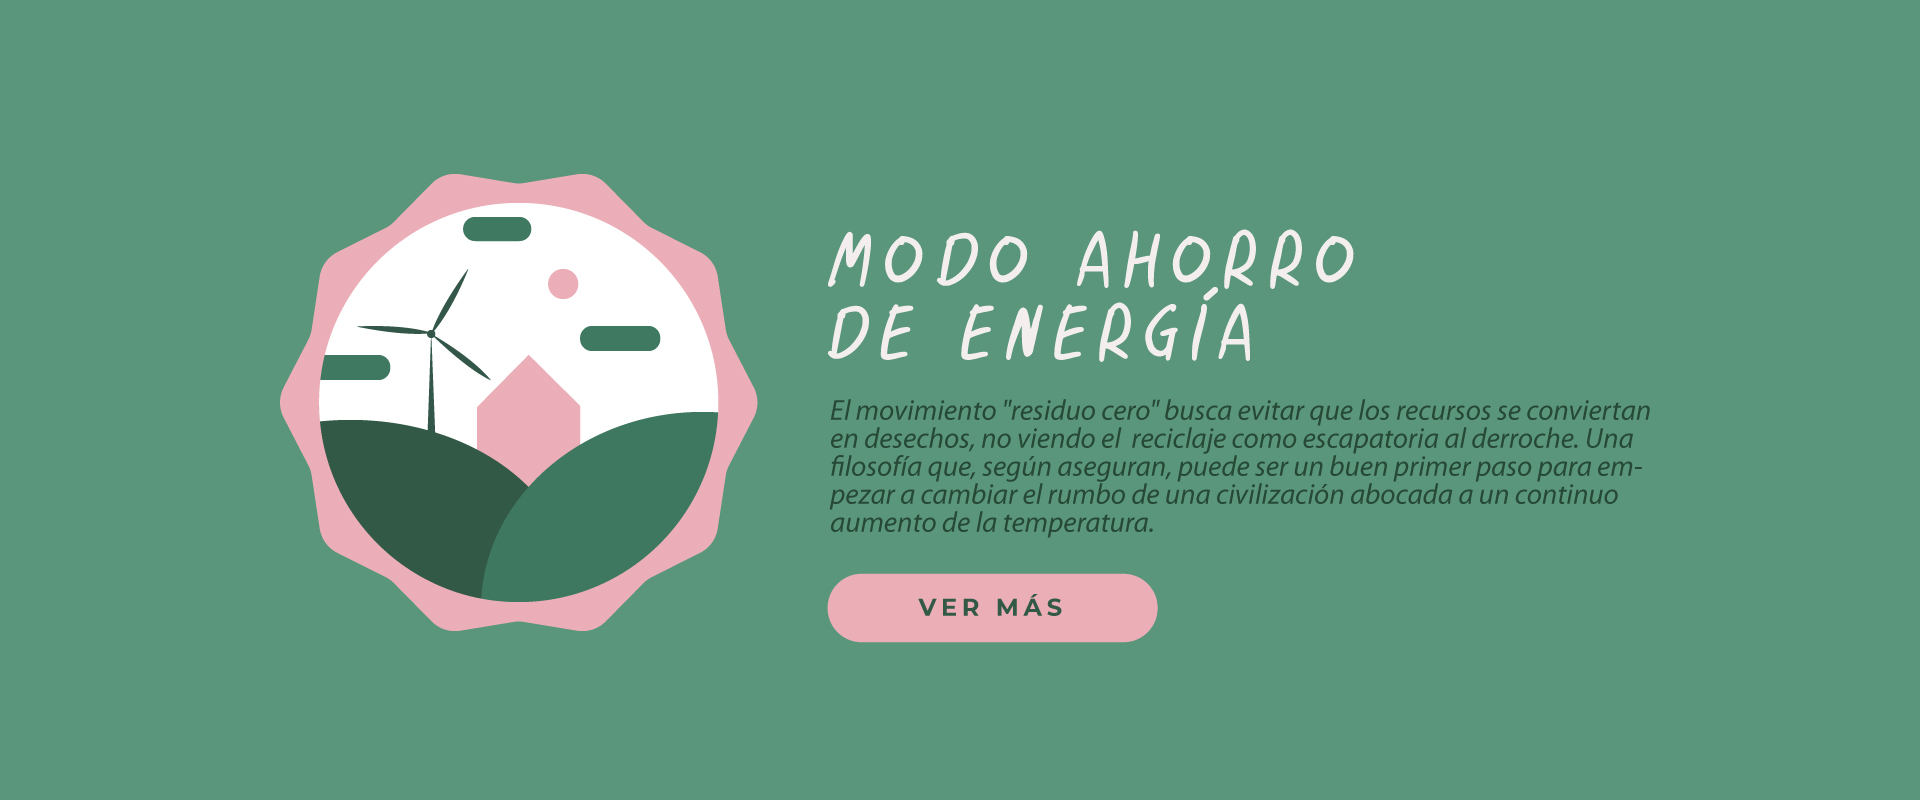 MODO AHORRO
DE ENERGÍA
El movimiento "residuo cero" busca evitar que los recursos se conviertan
en desechos, no viendo el  reciclaje como escapatoria al derroche. Una
filosofía que, según aseguran, puede ser un buen primer paso para em-
pezar a cambiar el rumbo de una civilización abocada a un continuo
aumento de la temperatura.
VER MÁS